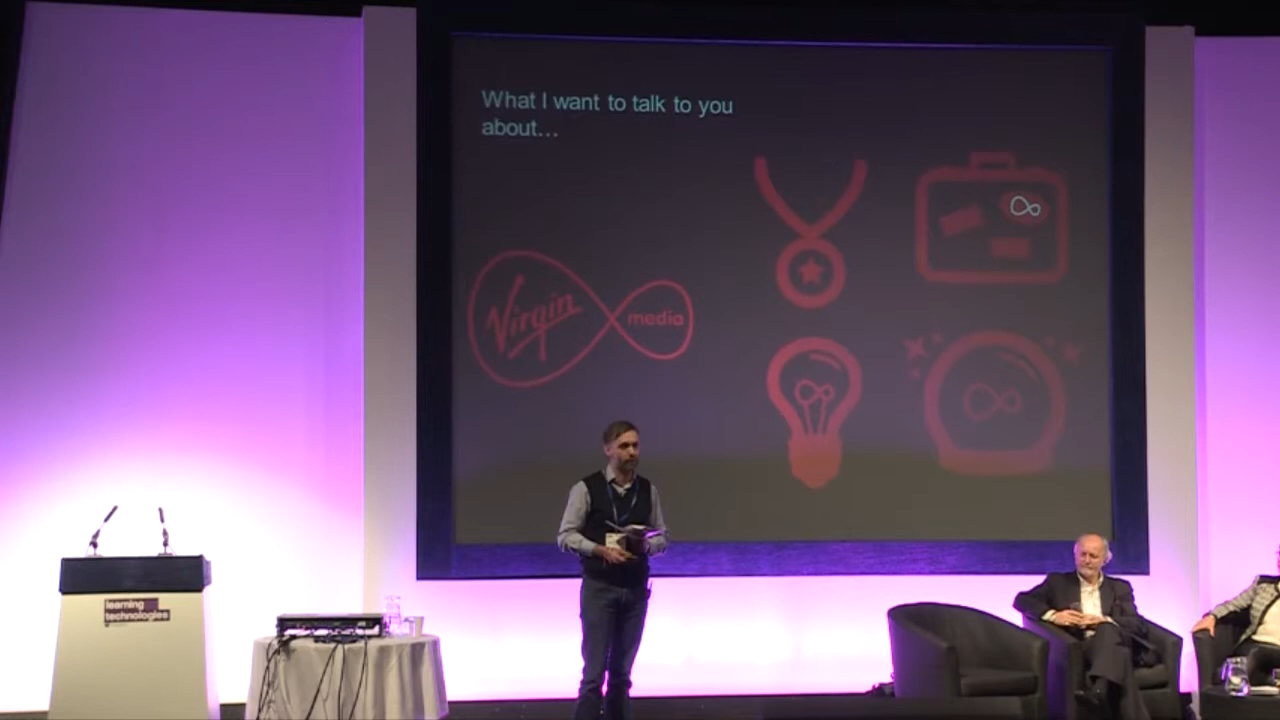 What I want to talk to you
about...
Virgin
media
learning
technologies